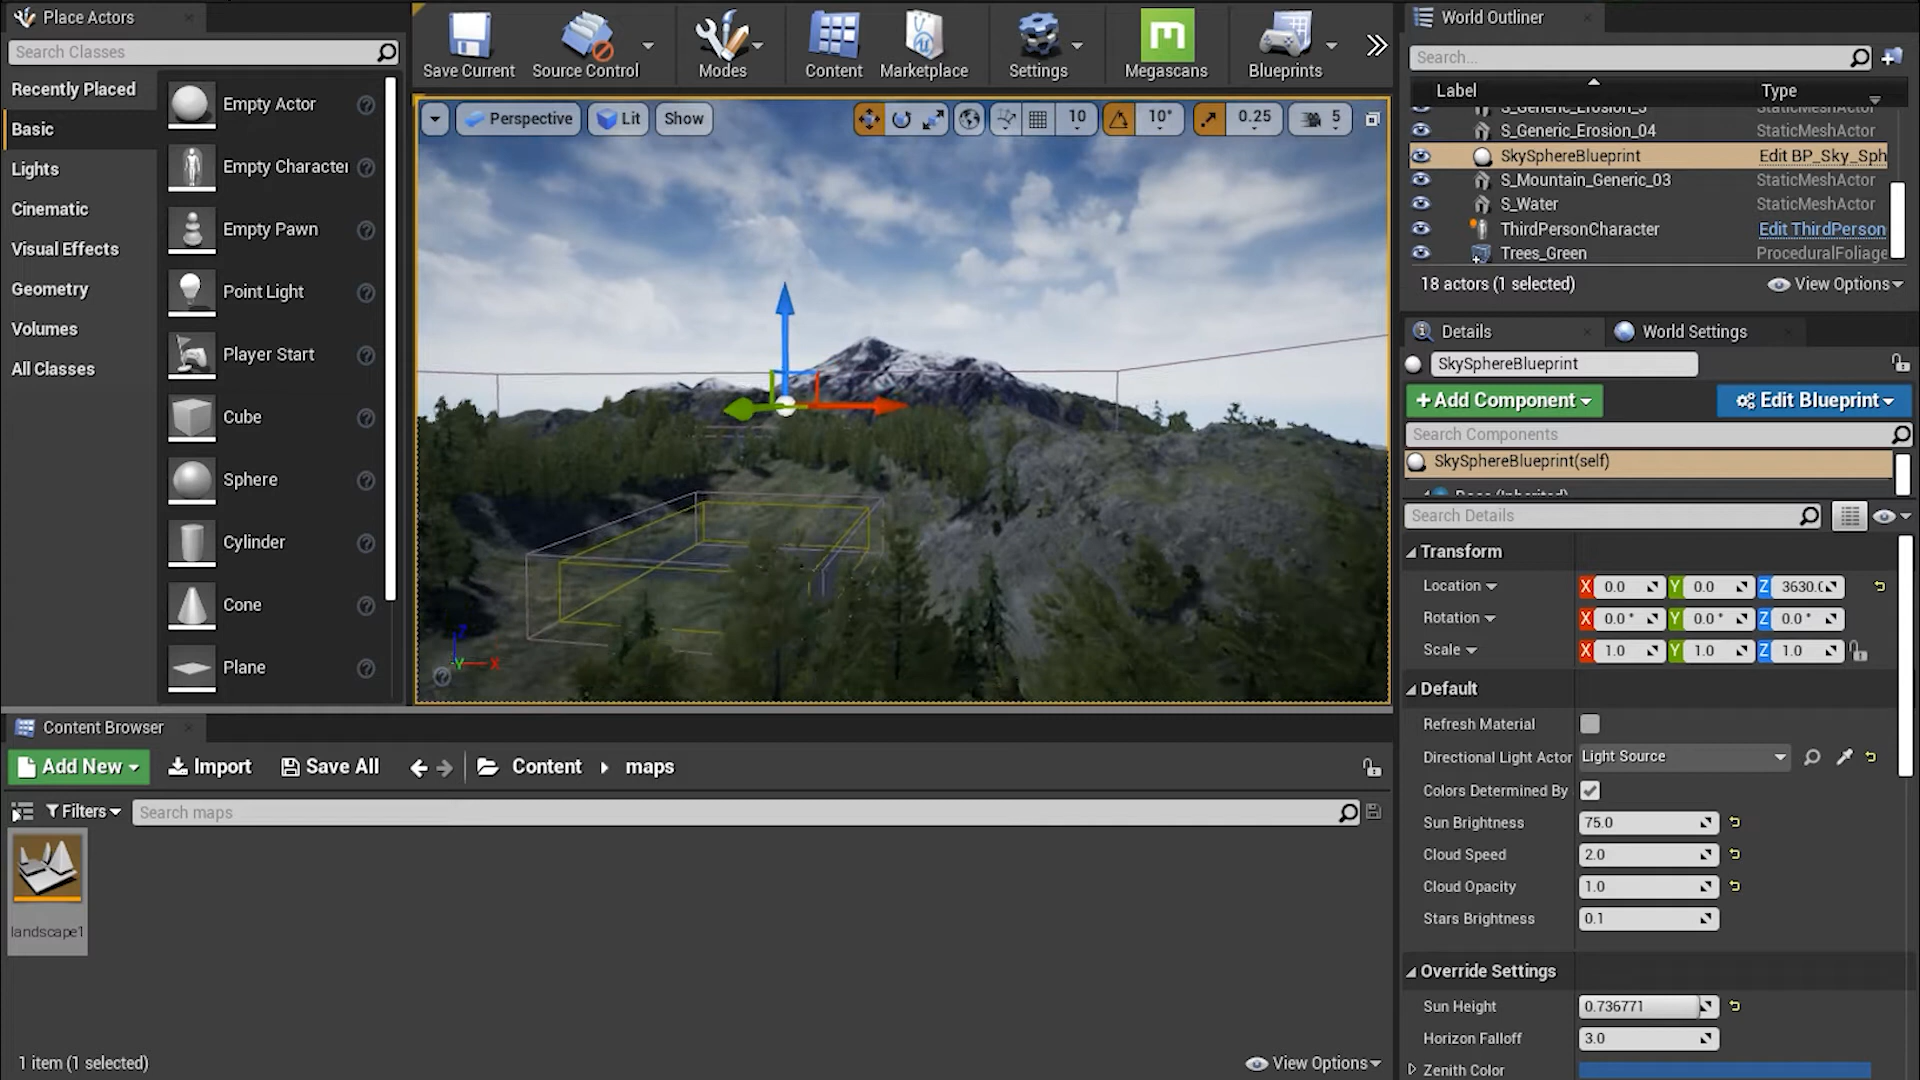 Place Actors
Search Classes
Recently Placed
Basic
Lights
Cinematic
Visual Effects
Geometry
Volumes
All Classes
Empty Actor
Empty Character
Empty Pawn
Point Light
Player Start
Cube
Sphere
Cylinder
Cone
Plane
Save Current
Source Control
Modes
Content
Marketplace
Settings
Megascans
Blueprints
Perspective
Lit
Show
10
10°
0.25
5
World Outliner
Search...
Label Type
S_Generic_Erosion_3 StaticMeshActor
S_Generic_Erosion_04 StaticMeshActor
SkySphereBlueprint Edit BP_Sky_Sph
S_Mountain_Generic_03 StaticMeshActor
S_Water StaticMeshActor
ThirdPersonCharacter Edit ThirdPerson
Trees_Green ProceduralFoliage
18 actors (1 selected) View Options
Details World Settings
SkySphereBlueprint
+Add Component Edit Blueprint
Search Components
SkySphereBlueprint(self)
Base (Inherited)
Search Details
Transform
Location X 0.0 Y 0.0 Z 3630.0
Rotation X 0.0° Y 0.0° Z 0.0°
Scale X 1.0 Y 1.0 Z 1.0
Default
Refresh Material
Directional Light Actor Light Source
Colors Determined By
Sun Brightness 75.0
Cloud Speed 2.0
Cloud Opacity 1.0
Stars Brightness 0.1
Override Settings
Sun Height 0.736771
Horizon Falloff 3.0
Zenith Color
Z
Y X
Content Browser
Add New Import Save All Content maps
Filters Search maps
landscape1
1 item (1 selected) View Options